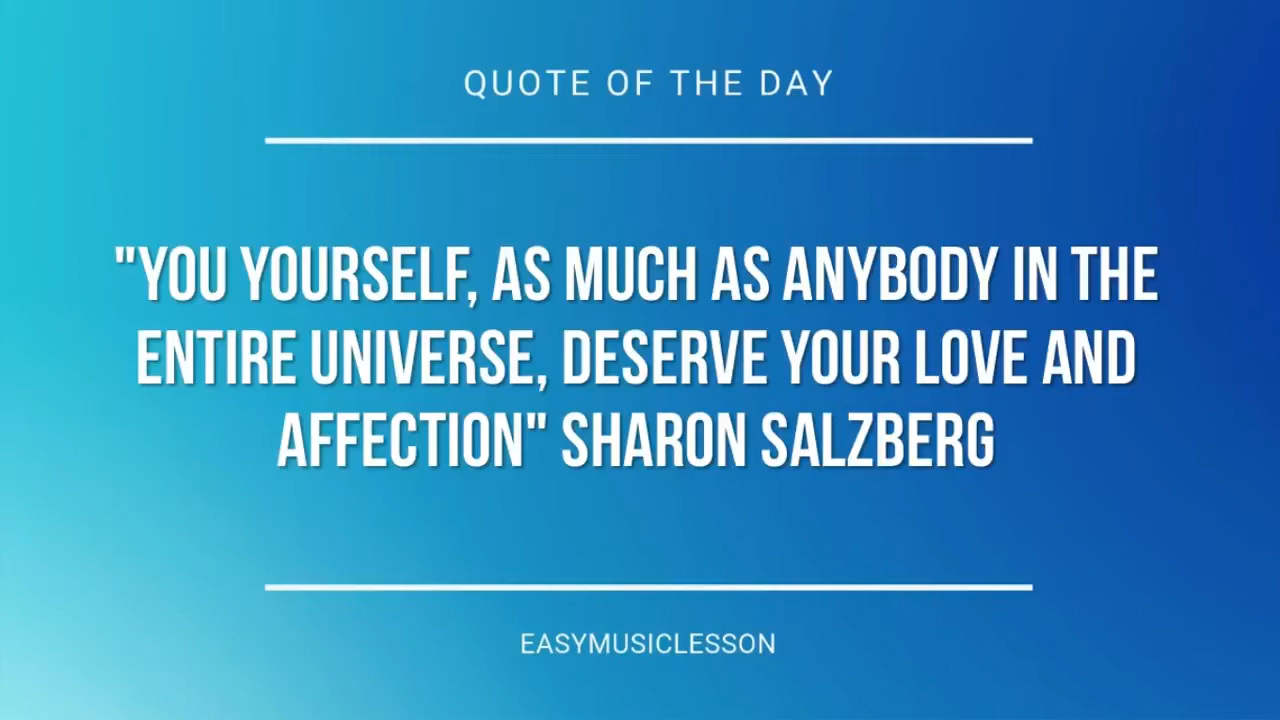 QUOTE OF THE DAY
"YOU YOURSELF, AS MUCH AS ANYBODY IN THE
ENTIRE UNIVERSE, DESERVE YOUR LOVE AND
AFFECTION" SHARON SALZBERG
EASYMUSICLESSON